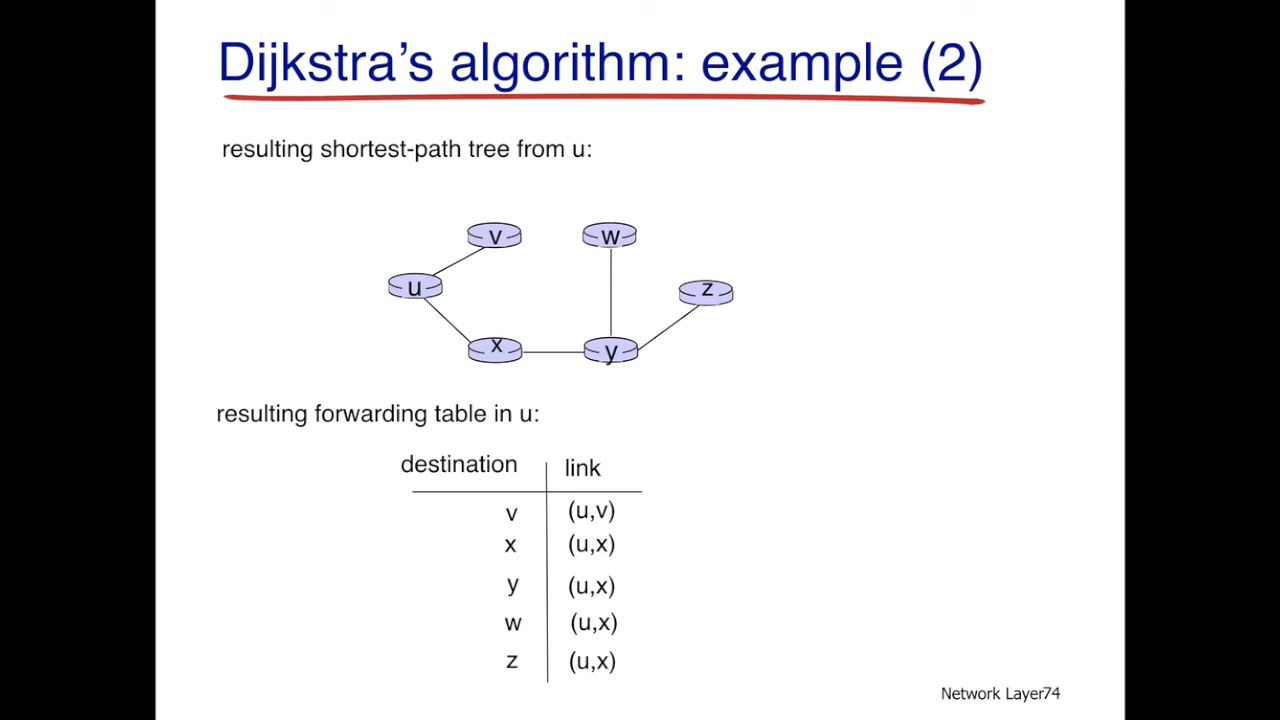 Dijkstra's algorithm: example (2)
resulting shortest-path tree from u:
v w
u z
x y
resulting forwarding table in u:
destination link
v (u,v)
x (u,x)
y (u,x)
w (u,x)
z (u,x)
Network Layer74